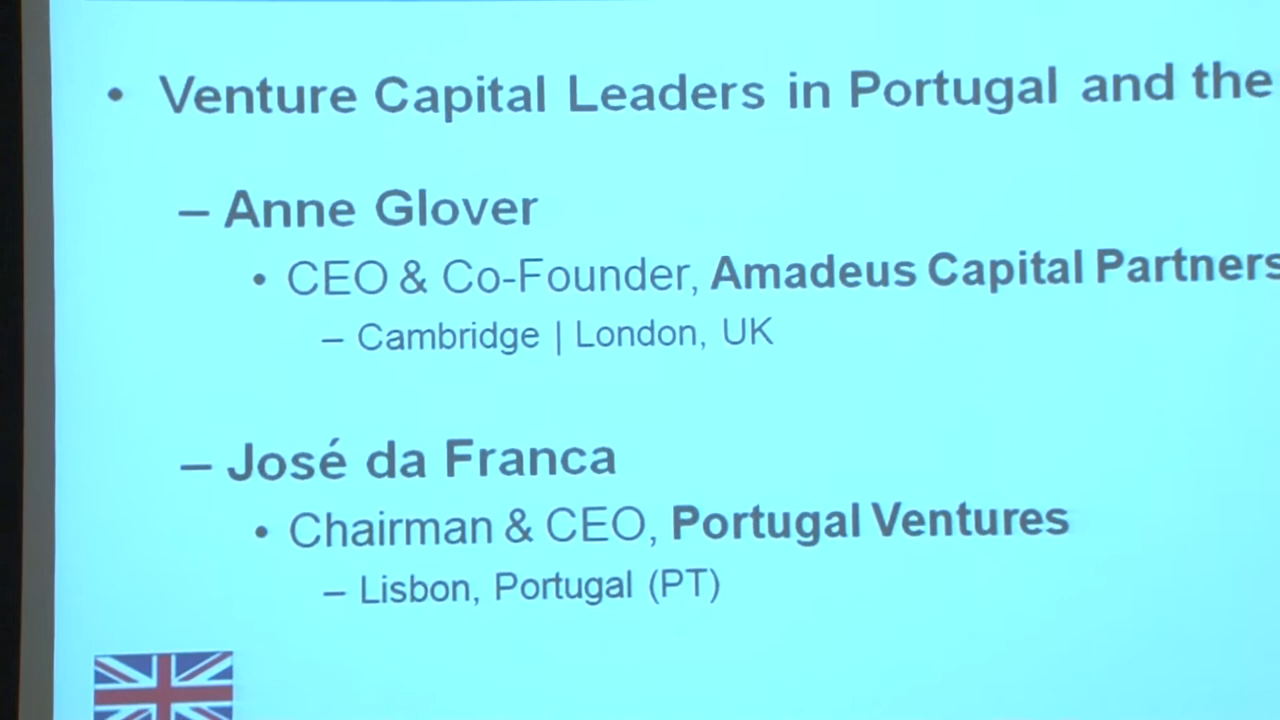 • Venture Capital Leaders in Portugal and the
– Anne Glover
• CEO & Co-Founder, Amadeus Capital Partners
– Cambridge | London, UK
– José da Franca
• Chairman & CEO, Portugal Ventures
– Lisbon, Portugal (PT)